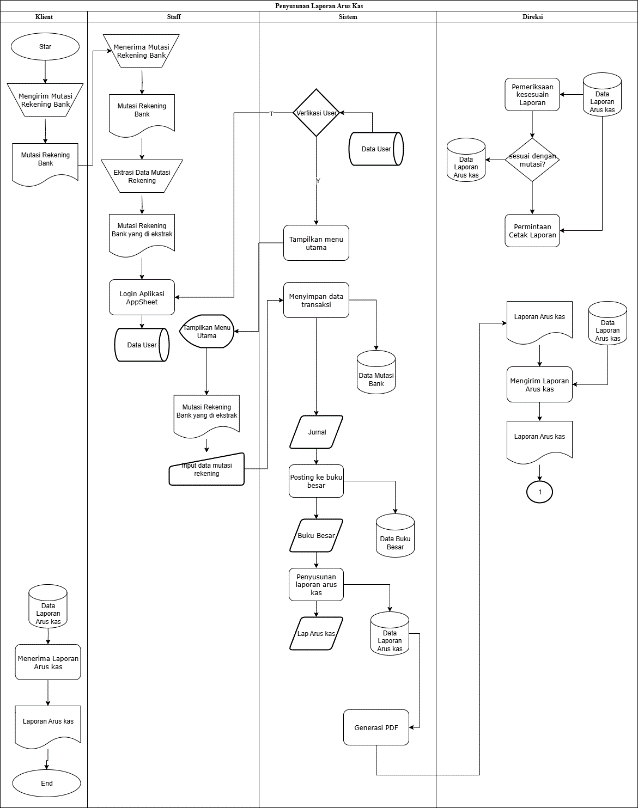 Penyusunan Laporan Arus Kas
Klient
Staff
Sistem
Direksi
Start
Mengirim Mutasi
Rekening Bank
Mutasi Rekening
Bank
Menerima Mutasi
Rekening Bank
Mutasi Rekening
Bank
Ektrasi Data Mutasi
Rekening
Mutasi Rekening
Bank yang di ekstrak
Login Aplikasi
AppSheet
Data User
Tampilkan Menu
Utama
Mutasi Rekening
Bank yang di ekstrak
Input data mutasi
rekening
T
Verfikasi User
Data User
Y
Tampilkan menu
utama
Menyimpan data
transaksi
Data Mutasi
Bank
Jurnal
Posting ke buku
besar
Data Buku
Besar
Buku Besar
Penyusunan
laporan arus
kas
Lap Arus kas
Data
Laporan
Arus kas
Generasi PDF
Pemeriksaan
kesesuain
Laporan
Data
Laporan
Arus kas
sesuai dengan
mutasi?
Data
Laporan
Arus kas
Permintaan
Cetak Laporan
Laporan Arus kas
Data
Laporan
Arus kas
Mengirim Laporan
Arus kas
Laporan Arus kas
1
Data
Laporan
Arus kas
Menerima Laporan
Arus kas
Laporan Arus kas
End